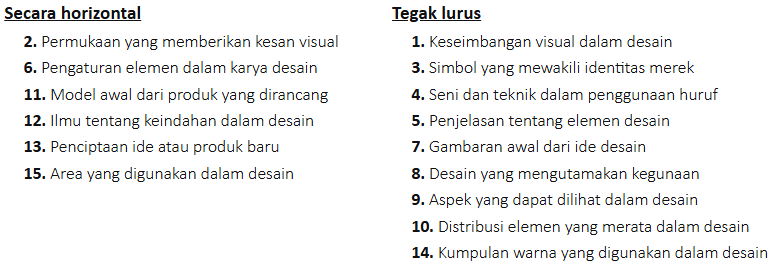 Secara horizontal
2. Permukaan yang memberikan kesan visual
6. Pengaturan elemen dalam karya desain
11. Model awal dari produk yang dirancang
12. Ilmu tentang keindahan dalam desain
13. Penciptaan ide atau produk baru
15. Area yang digunakan dalam desain
Tegak lurus
1. Keseimbangan visual dalam desain
3. Simbol yang mewakili identitas merek
4. Seni dan teknik dalam penggunaan huruf
5. Penjelasan tentang elemen desain
7. Gambaran awal dari ide desain
8. Desain yang mengutamakan kegunaan
9. Aspek yang dapat dilihat dalam desain
10. Distribusi elemen yang merata dalam desain
14. Kumpulan warna yang digunakan dalam desain